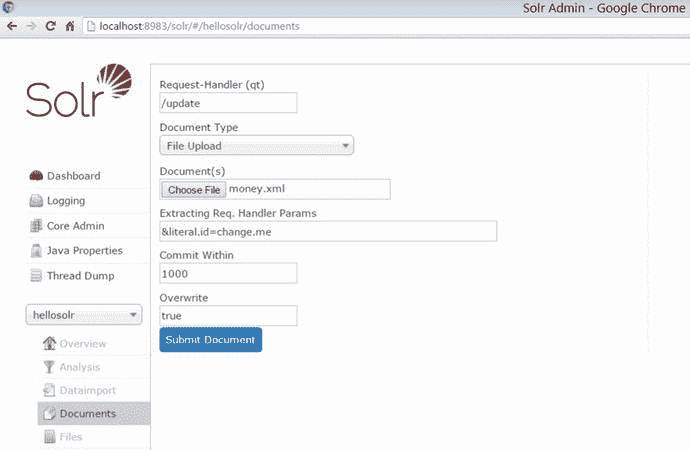 Solr Admin - Google Chrome
localhost:8983/solr/#/hellosolr/documents
Solr
Dashboard
Logging
Core Admin
Java Properties
Thread Dump
hellosolr
Overview
Analysis
Dataimport
Documents
Files
Request-Handler (qt)
/update
Document Type
File Upload
Document(s)
Choose File money.xml
Extracting Req. Handler Params
&literal.id=change.me
Commit Within
1000
Overwrite
true
Submit Document